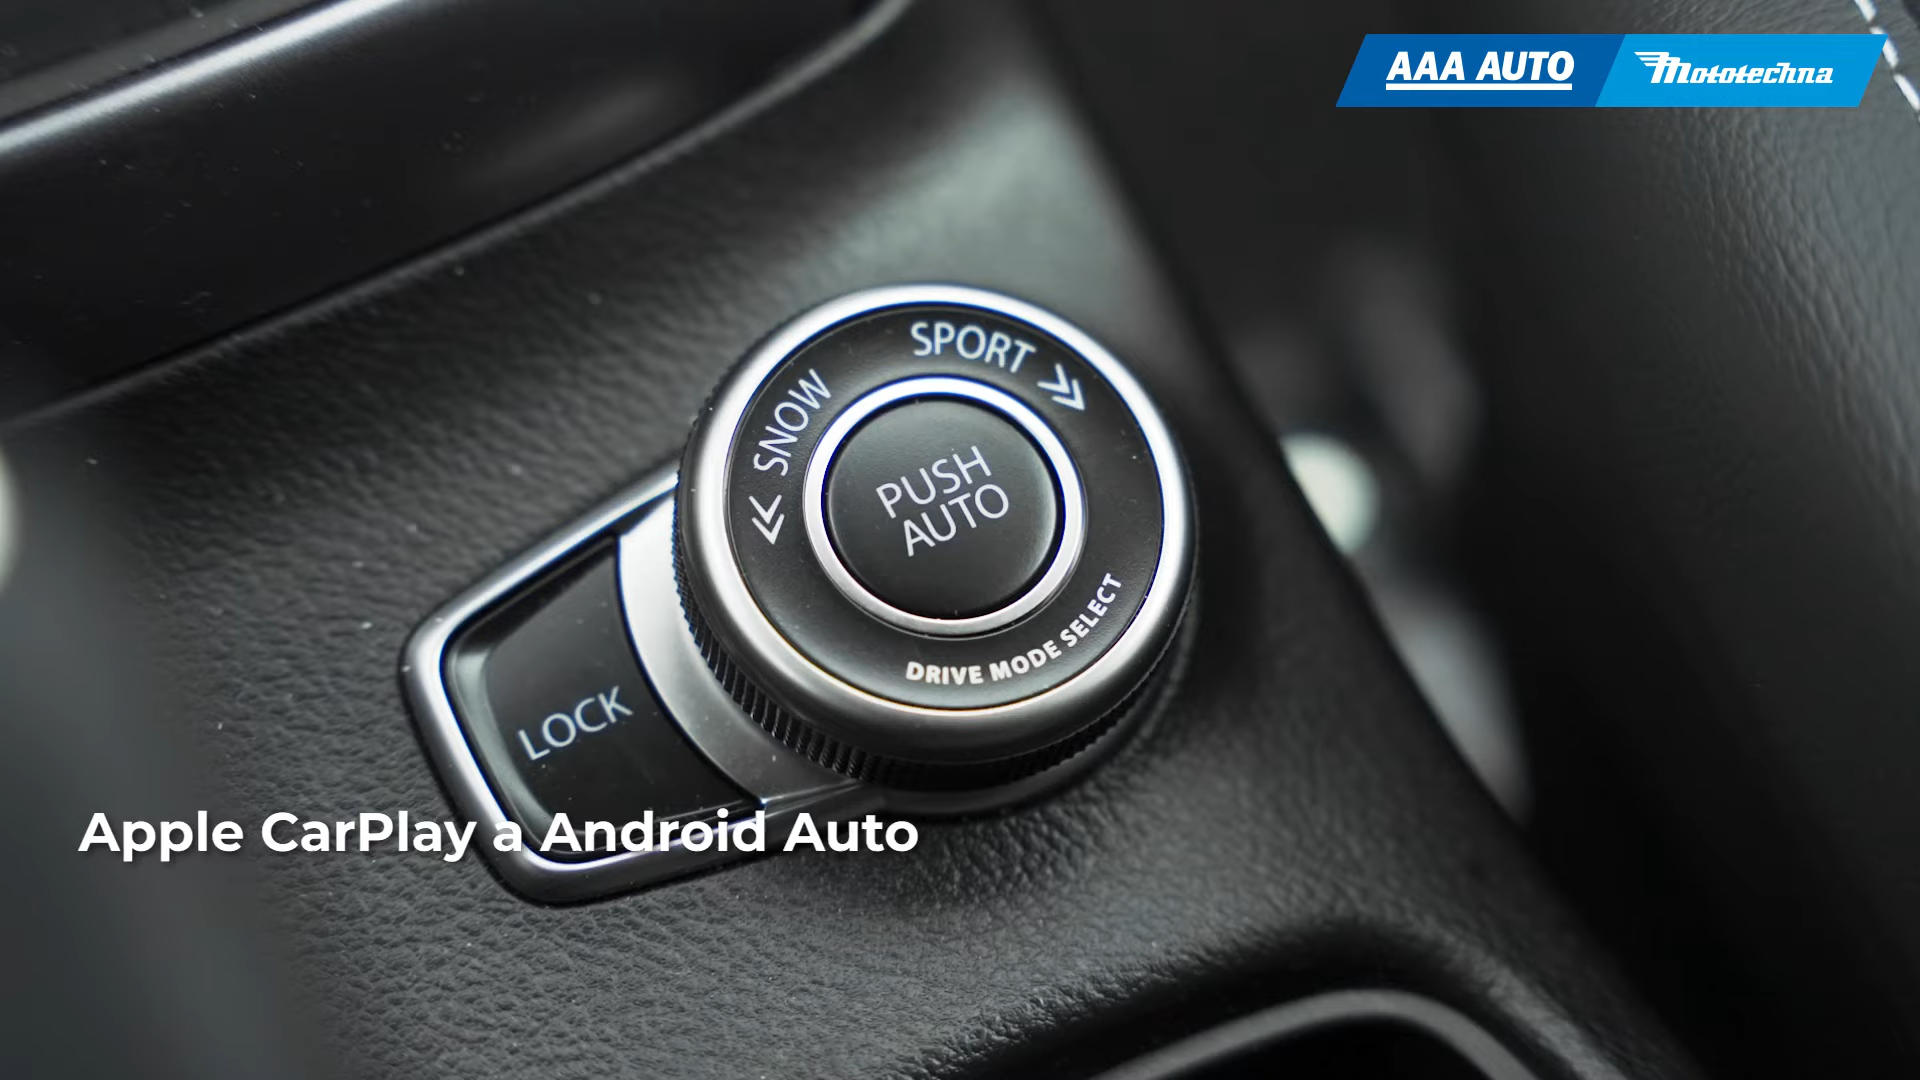 AAA AUTO
Mototechna
SPORT
SNOW
PUSH
AUTO
DRIVE MODE SELECT
LOCK
Apple CarPlay a Android Auto